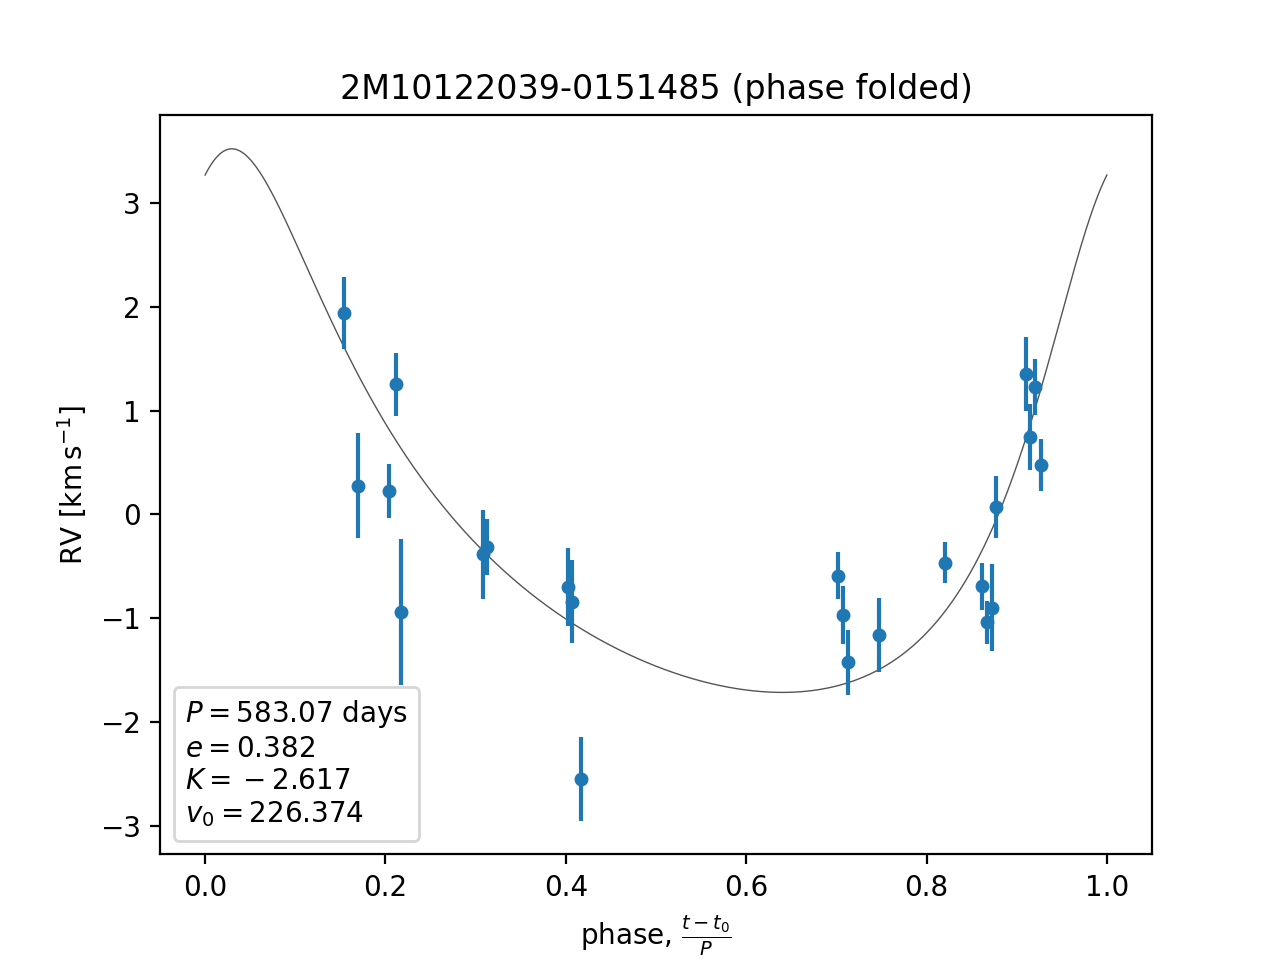 2M10122039-0151485 (phase folded)
RV [km s⁻¹]
3
2
1
0
−1
−2
−3
P = 583.07 days
e = 0.382
K = −2.617
v₀ = 226.374
0.0 0.2 0.4 0.6 0.8 1.0
phase, (t − t₀)/P